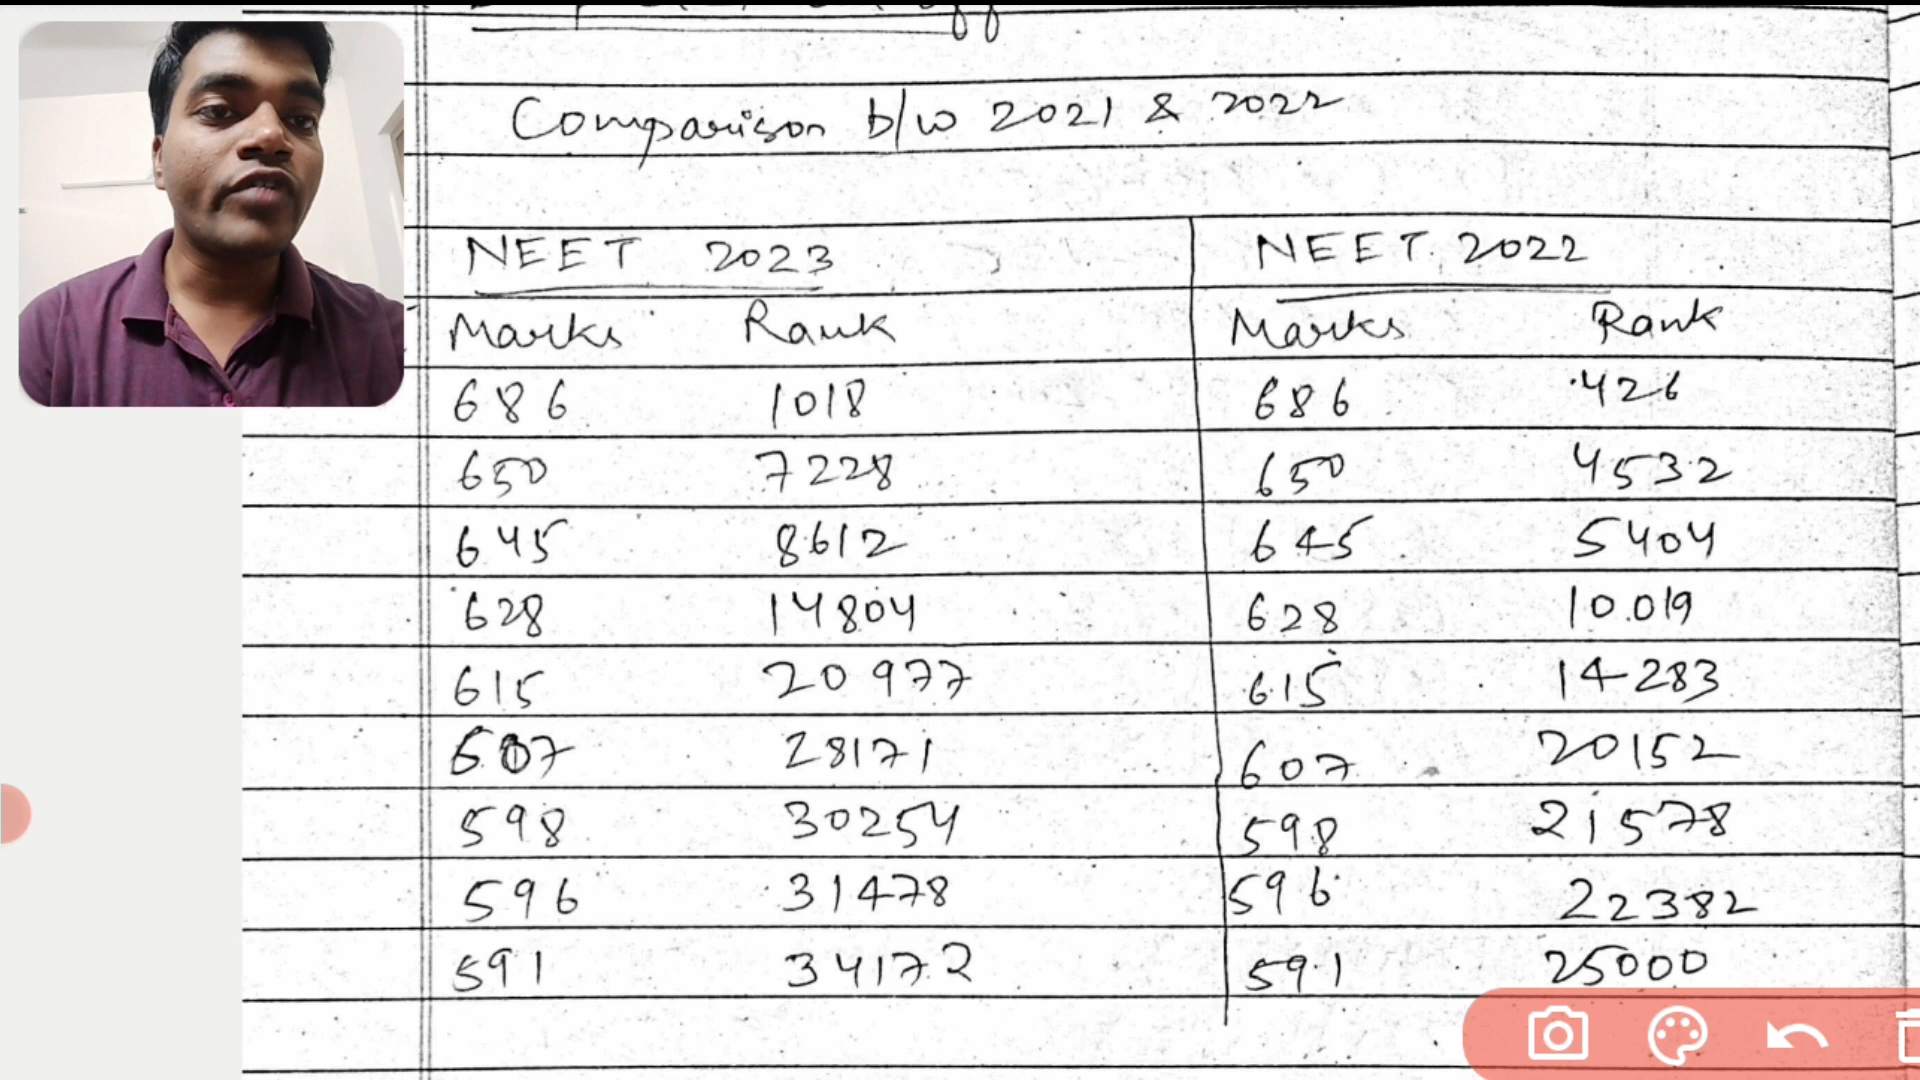 Comparison b/w 2021 & 2022
NEET 2023 NEET 2022
Marks Rank Marks Rank
686 1018 686 426
650 7228 650 4532
645 8612 645 5404
628 14804 628 10019
615 20977 615 14283
607 28171 607 20152
598 30254 598 21578
596 31478 596 22382
591 34172 591 25000